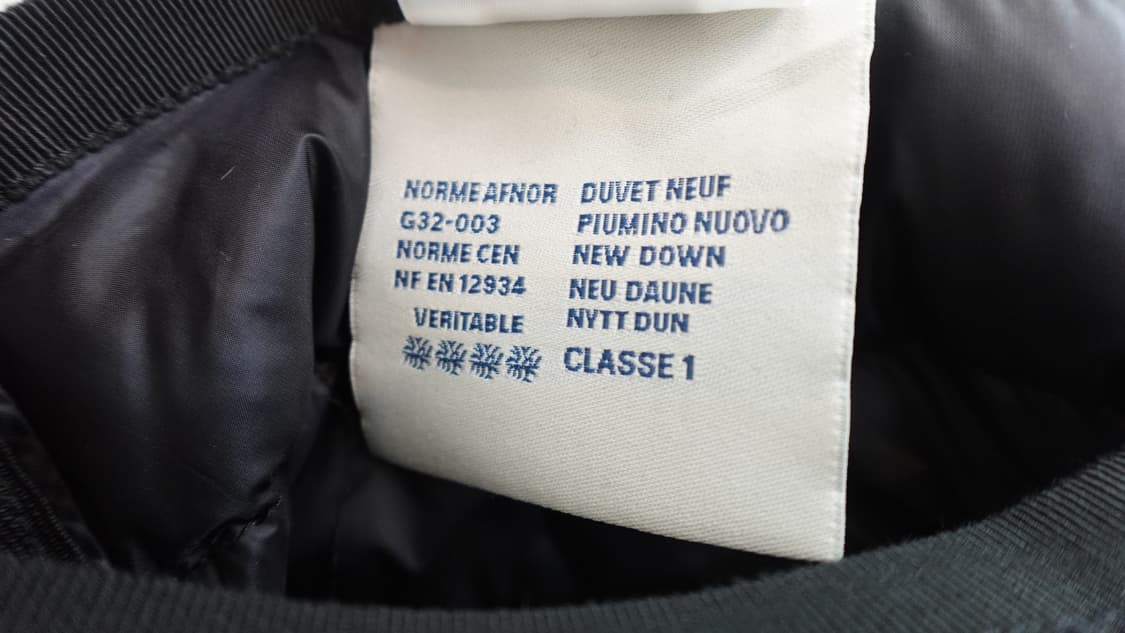 NORME AFNOR
G32-003
NORME CEN
NF EN 12934
VERITABLE
DUVET NEUF
PIUMINO NUOVO
NEW DOWN
NEU DAUNE
NYTT DUN
CLASSE 1